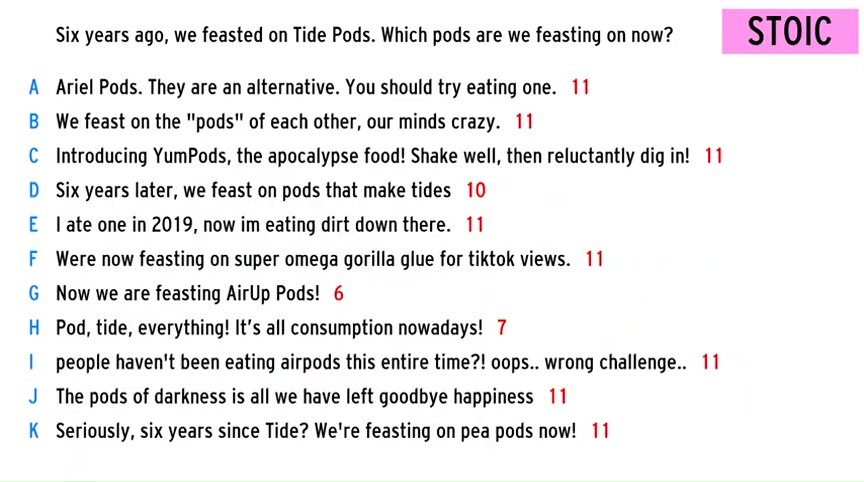 Six years ago, we feasted on Tide Pods. Which pods are we feasting on now?
STOIC
A Ariel Pods. They are an alternative. You should try eating one. 11
B We feast on the "pods" of each other, our minds crazy. 11
C Introducing YumPods, the apocalypse food! Shake well, then reluctantly dig in! 11
D Six years later, we feast on pods that make tides 10
E I ate one in 2019, now im eating dirt down there. 11
F Were now feasting on super omega gorilla glue for tiktok views. 11
G Now we are feasting AirUp Pods! 6
H Pod, tide, everything! It's all consumption nowadays! 7
I people haven't been eating airpods this entire time?! oops.. wrong challenge.. 11
J The pods of darkness is all we have left goodbye happiness 11
K Seriously, six years since Tide? We're feasting on pea pods now! 11